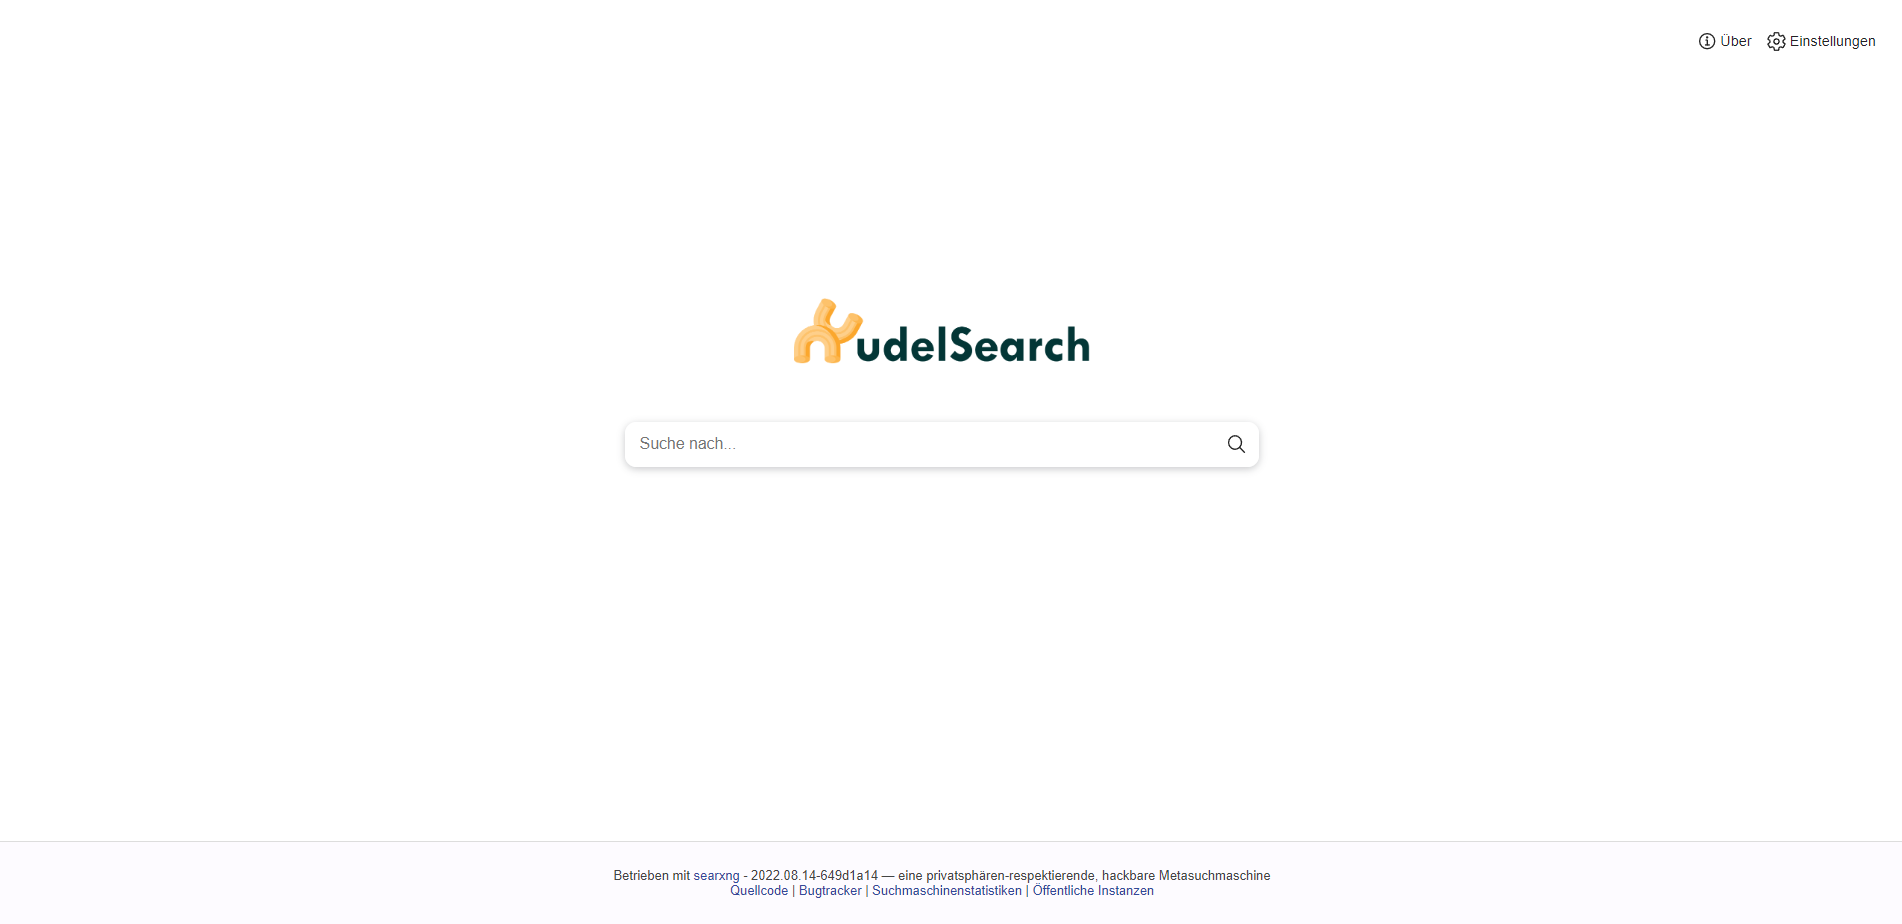 Über Einstellungen
NudelSearch
Suche nach...
Betrieben mit searxng - 2022.08.14-649d1a14 — eine privatsphären-respektierende, hackbare Metasuchmaschine
Quellcode | Bugtracker | Suchmaschinenstatistiken | Öffentliche Instanzen